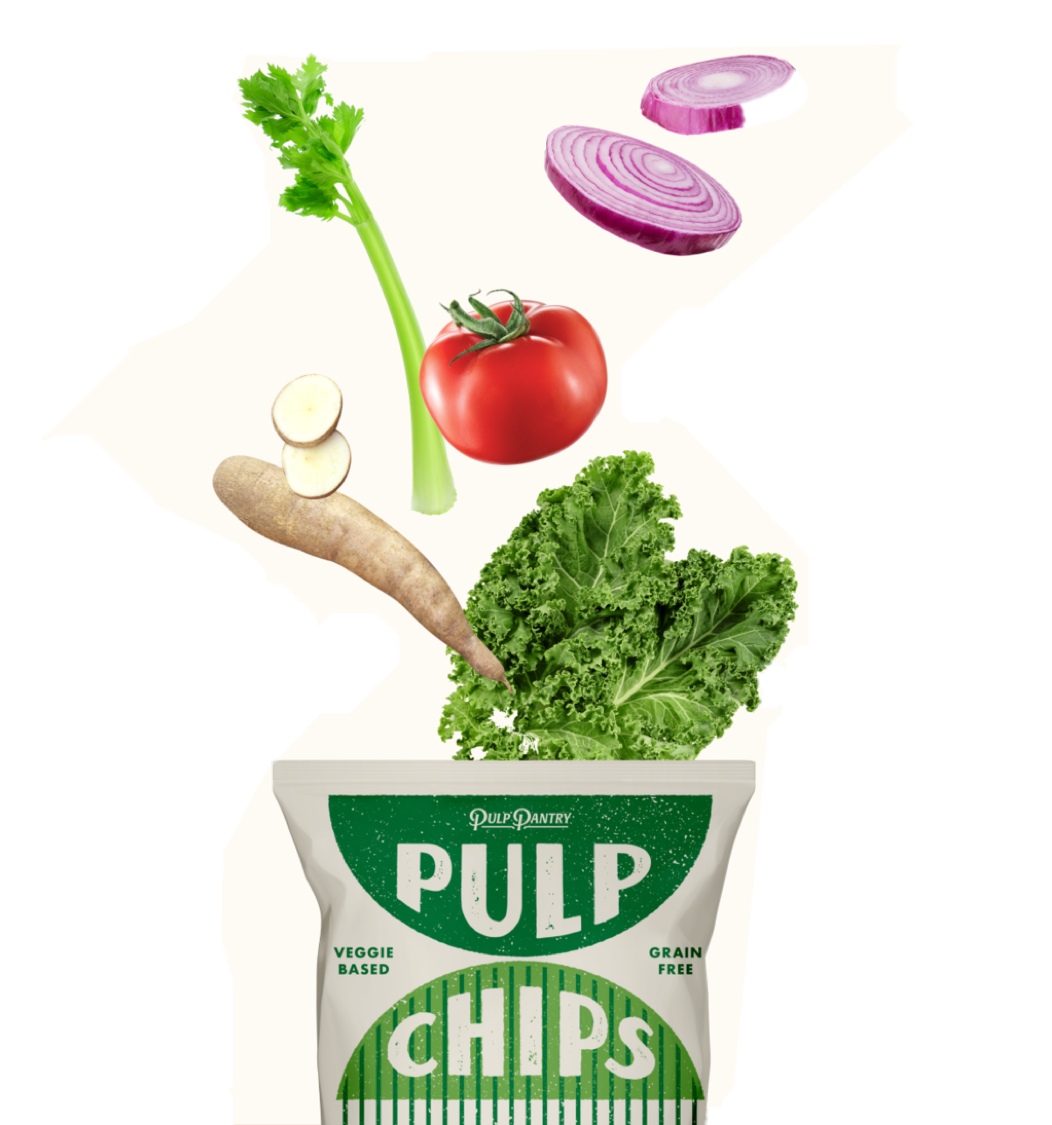 PULP PANTRY
PULP
VEGGIE
BASED
GRAIN
FREE
CHIPS